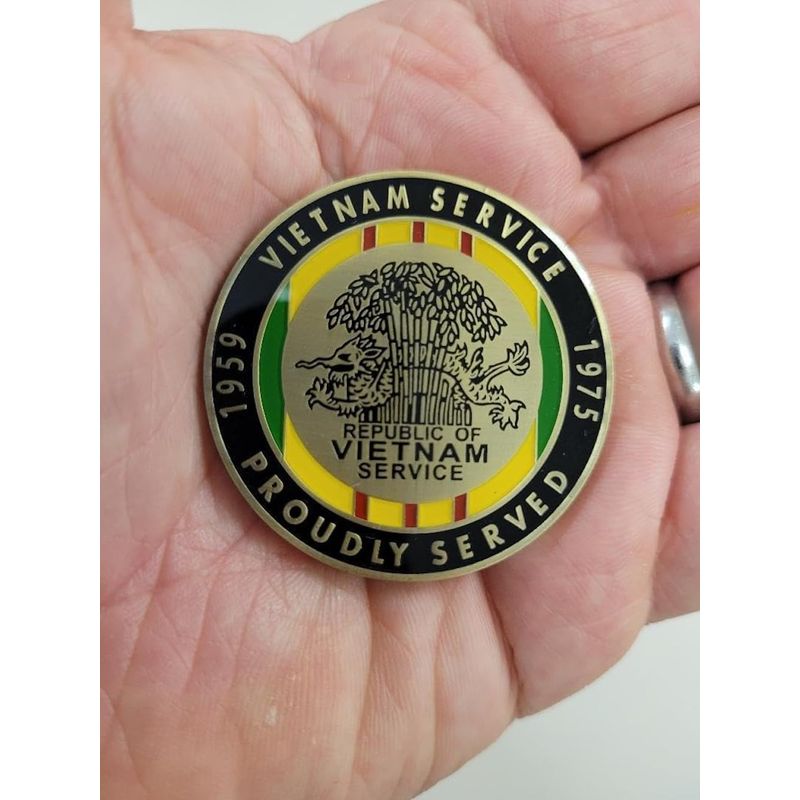 VIETNAM SERVICE
1959
1975
REPUBLIC OF
VIETNAM
SERVICE
PROUDLY SERVED